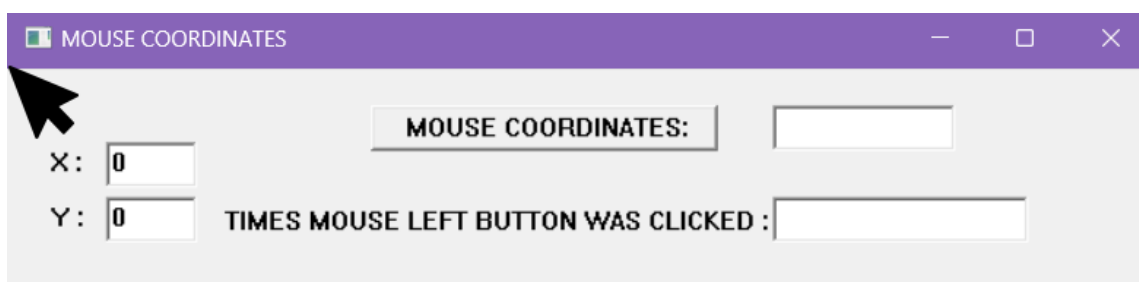 MOUSE COORDINATES
MOUSE COORDINATES:
X: 0
Y: 0 TIMES MOUSE LEFT BUTTON WAS CLICKED :